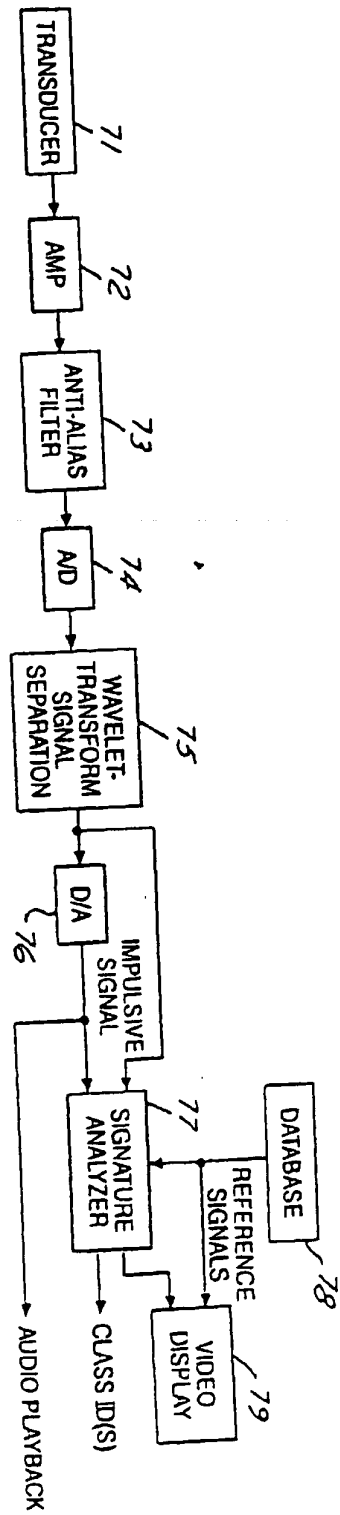 TRANSDUCER
71
AMP
72
ANTI-ALIAS
FILTER
73
A/D
74
WAVELET-
TRANSFORM
SIGNAL
SEPARATION
75
D/A
76
IMPULSIVE
SIGNAL
SIGNATURE
ANALYZER
77
DATABASE
78
REFERENCE
SIGNALS
VIDEO
DISPLAY
79
CLASS ID(S)
AUDIO PLAYBACK